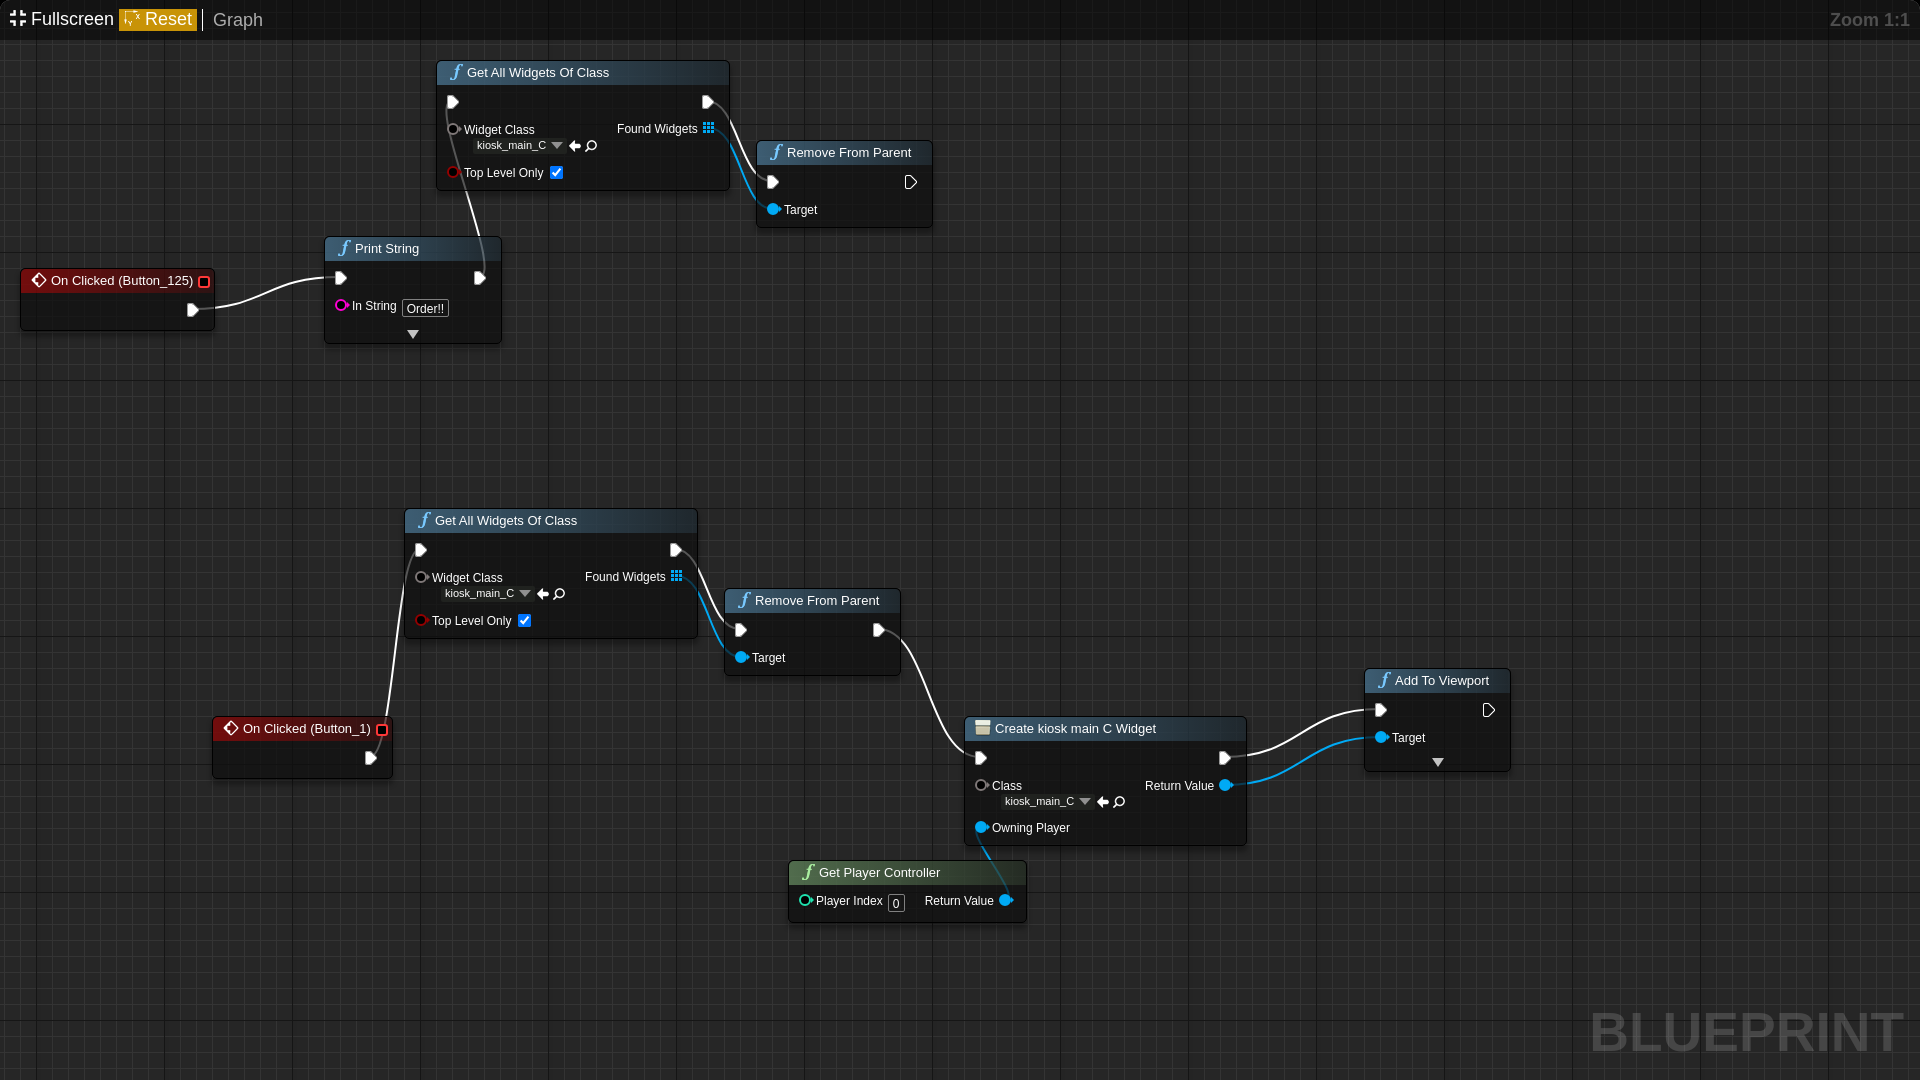 Fullscreen Reset Graph Zoom 1:1
Get All Widgets Of Class
Widget Class Found Widgets
kiosk_main_C
Top Level Only
Remove From Parent
Target
Print String
In String Order!!
On Clicked (Button_125)
Get All Widgets Of Class
Widget Class Found Widgets
kiosk_main_C
Top Level Only
Remove From Parent
Target
On Clicked (Button_1)
Create kiosk main C Widget
Class Return Value
kiosk_main_C
Owning Player
Add To Viewport
Target
Get Player Controller
Player Index 0 Return Value
BLUEPRINT